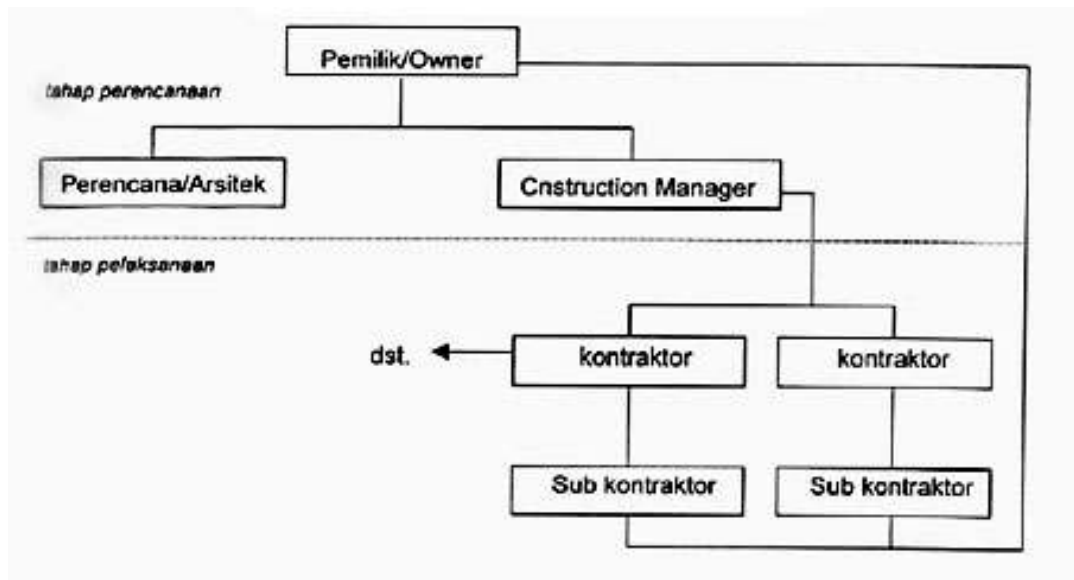 Pemilik/Owner
tahap perencanaan
Perencana/Arsitek
Cnstruction Manager
tahap pelaksanaan
dst.
kontraktor
kontraktor
Sub kontraktor
Sub kontraktor